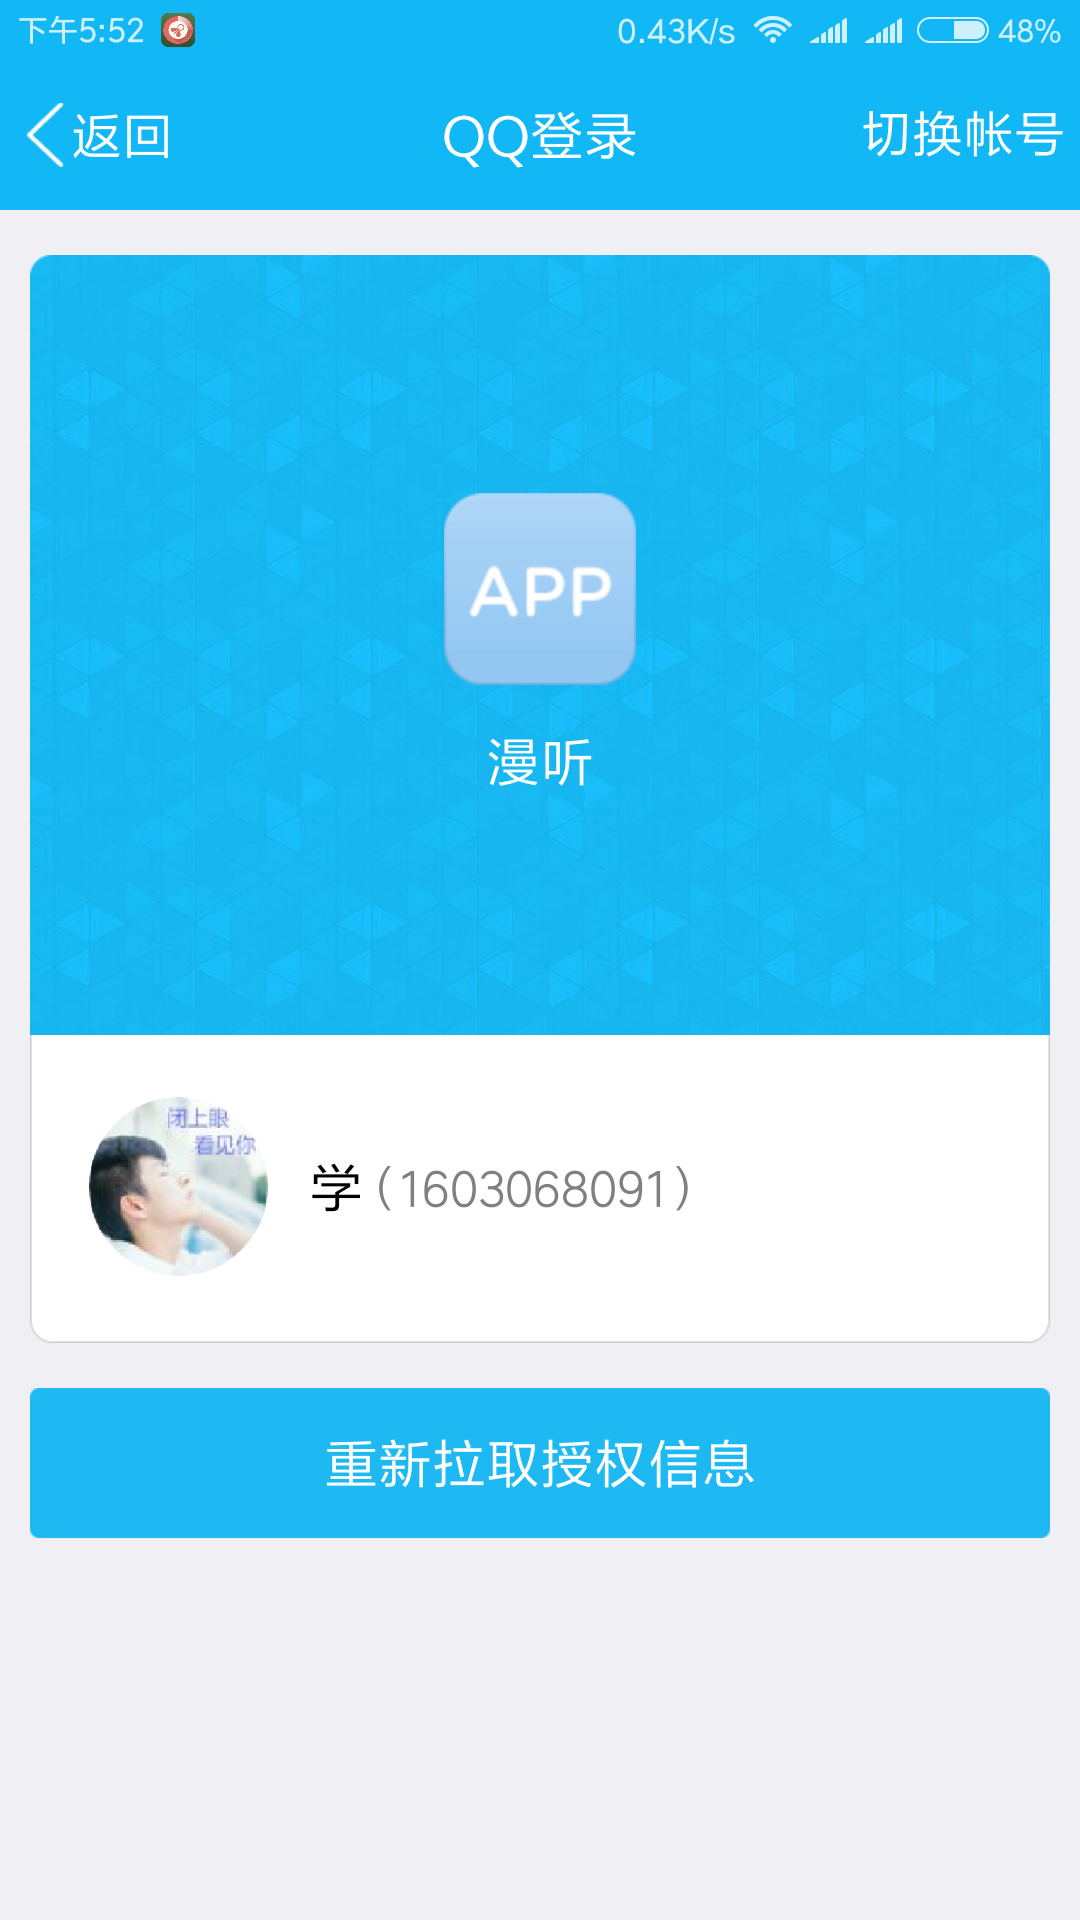 下午5:52 0.43K/s 48%
返回 QQ登录 切换帐号
APP
漫听
闭上眼
看见你
学（1603068091）
重新拉取授权信息